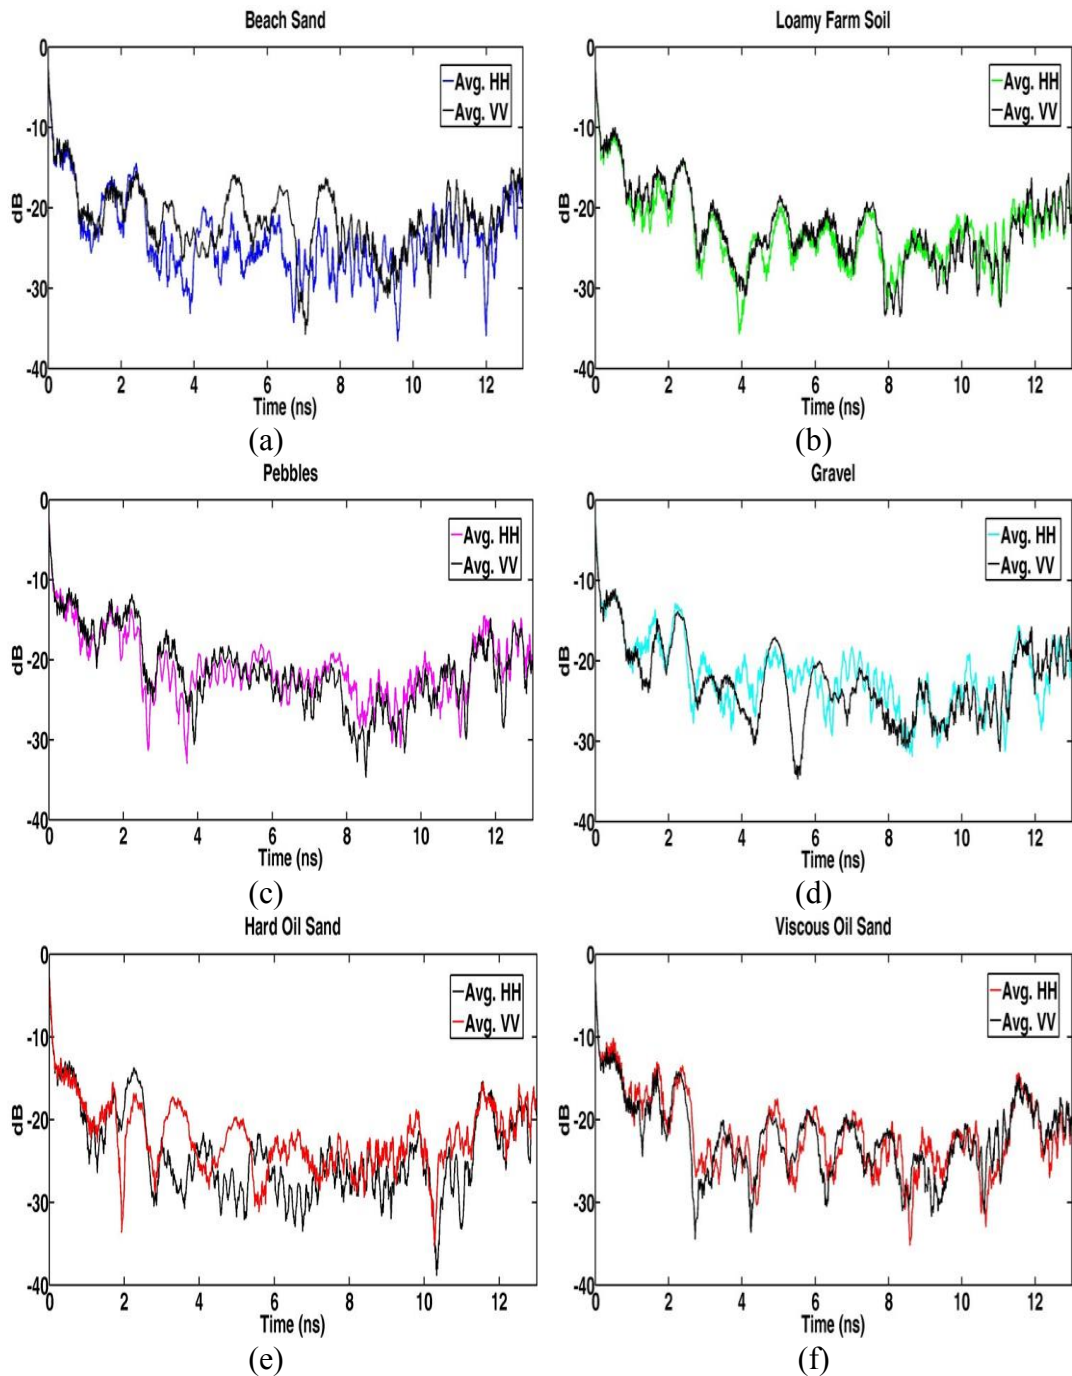 Beach Sand
0
-10
-20
-30
-40
dB
Avg. HH
Avg. VV
0 2 4 6 8 10 12
Time (ns)
(a)
Loamy Farm Soil
0
-10
-20
-30
-40
dB
Avg. HH
Avg. VV
0 2 4 6 8 10 12
Time (ns)
(b)
Pebbles
0
-10
-20
-30
-40
dB
Avg. HH
Avg. VV
0 2 4 6 8 10 12
Time (ns)
(c)
Gravel
0
-10
-20
-30
-40
dB
Avg. HH
Avg. VV
0 2 4 6 8 10 12
Time (ns)
(d)
Hard Oil Sand
0
-10
-20
-30
-40
dB
Avg. HH
Avg. VV
0 2 4 6 8 10 12
Time (ns)
(e)
Viscous Oil Sand
0
-10
-20
-30
-40
dB
Avg. HH
Avg. VV
0 2 4 6 8 10 12
Time (ns)
(f)